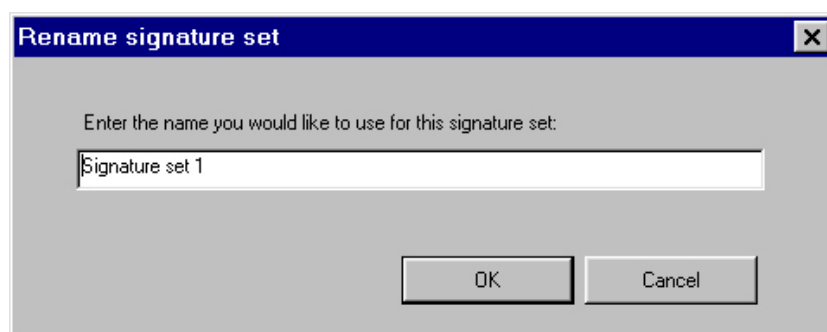 Rename signature set
Enter the name you would like to use for this signature set:
Signature set 1
OK
Cancel